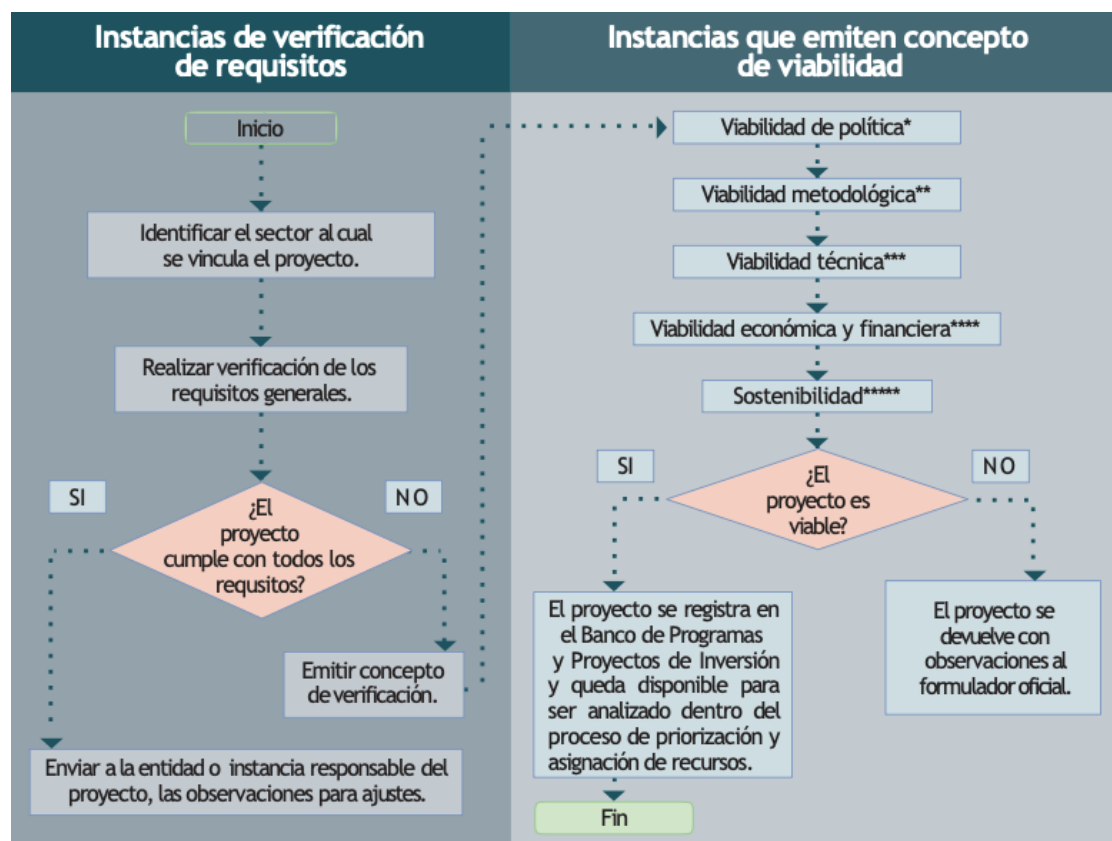 Instancias de verificación
de requisitos
Inicio
Identificar el sector al cual
se vincula el proyecto.
Realizar verificación de los
requisitos generales.
SI
NO
¿El
proyecto
cumple con todos los
requsitos?
Emitir concepto
de verificación.
Enviar a la entidad o instancia responsable del
proyecto, las observaciones para ajustes.
Instancias que emiten concepto
de viabilidad
Viabilidad de política*
Viabilidad metodológica**
Viabilidad técnica***
Viabilidad económica y financiera****
Sostenibilidad*****
SI
NO
¿El
proyecto es
viable?
El proyecto se registra en
el Banco de Programas
y Proyectos de Inversión
y queda disponible para
ser analizado dentro del
proceso de priorización y
asignación de recursos.
El proyecto se
devuelve con
observaciones al
formulador oficial.
Fin